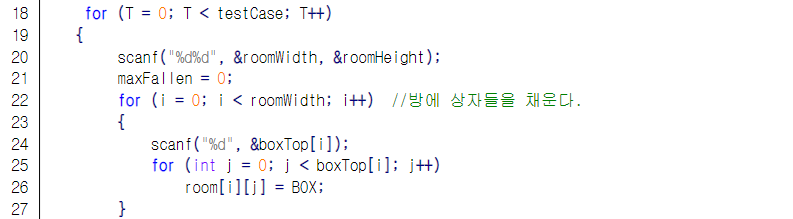 18 for (T = 0; T < testCase; T++)
19 {
20 scanf("%d%d", &roomWidth, &roomHeight);
21 maxFallen = 0;
22 for (i = 0; i < roomWidth; i++) //방에 상자들을 채운다.
23 {
24 scanf("%d", &boxTop[i]);
25 for (int j = 0; j < boxTop[i]; j++)
26 room[i][j] = BOX;
27 }